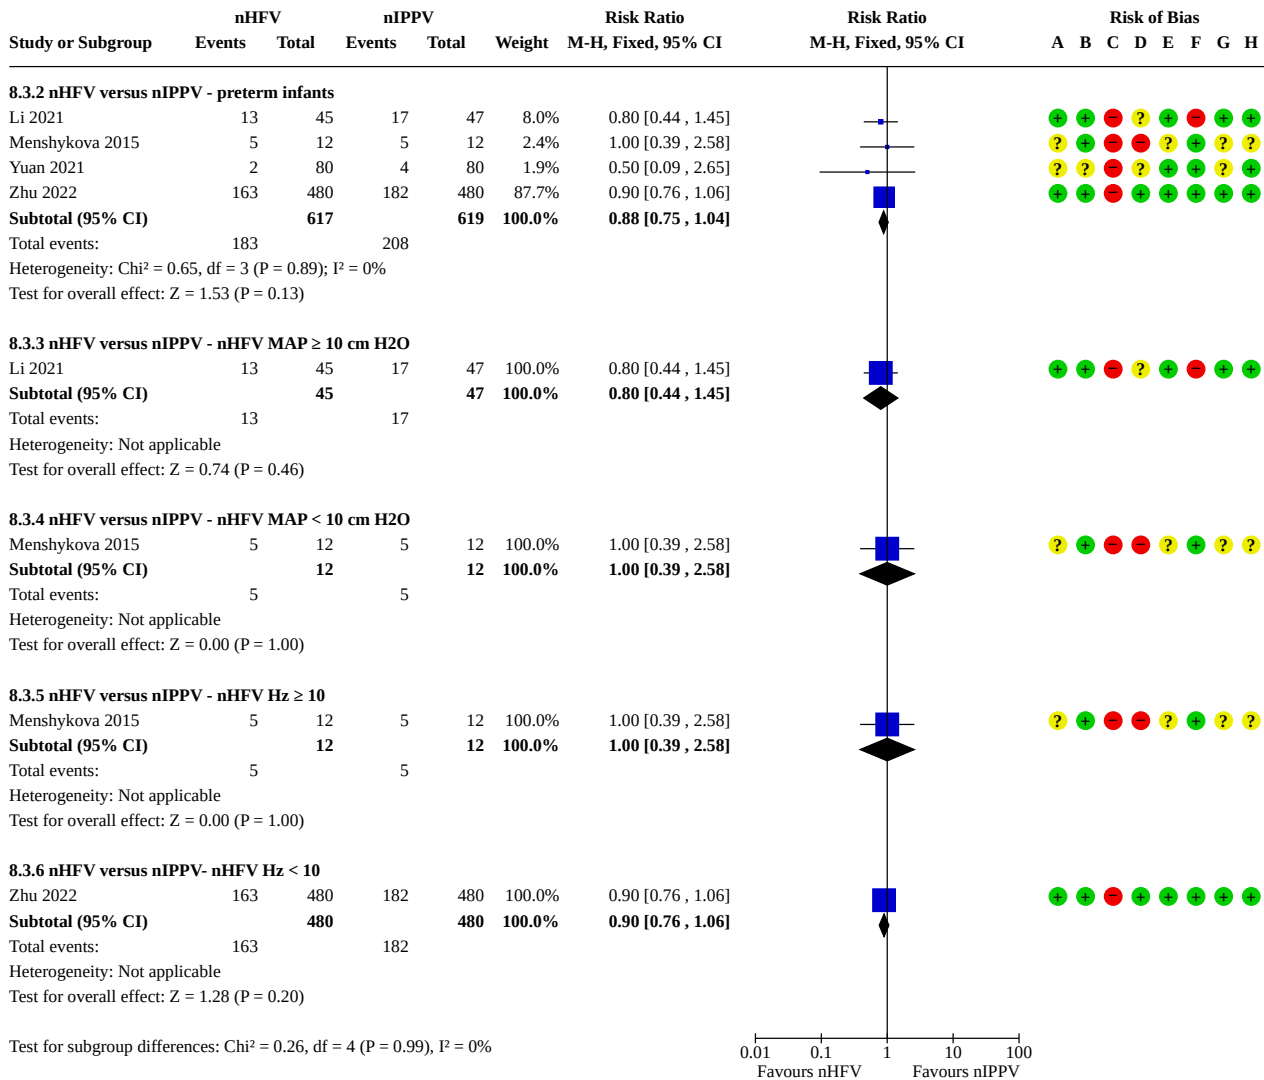 nHFV nIPPV Risk Ratio Risk Ratio Risk of Bias
Study or Subgroup Events Total Events Total Weight M-H, Fixed, 95% CI M-H, Fixed, 95% CI A B C D E F G H
8.3.2 nHFV versus nIPPV - preterm infants
Li 2021 13 45 17 47 8.0% 0.80 [0.44 , 1.45] + + − ? + − + +
Menshykova 2015 5 12 5 12 2.4% 1.00 [0.39 , 2.58] ? + − − ? + ? ?
Yuan 2021 2 80 4 80 1.9% 0.50 [0.09 , 2.65] ? ? − ? + + ? +
Zhu 2022 163 480 182 480 87.7% 0.90 [0.76 , 1.06] + + − + + + + +
Subtotal (95% CI) 617 619 100.0% 0.88 [0.75 , 1.04]
Total events: 183 208
Heterogeneity: Chi² = 0.65, df = 3 (P = 0.89); I² = 0%
Test for overall effect: Z = 1.53 (P = 0.13)
8.3.3 nHFV versus nIPPV - nHFV MAP ≥ 10 cm H2O
Li 2021 13 45 17 47 100.0% 0.80 [0.44 , 1.45] + + − ? + − + +
Subtotal (95% CI) 45 47 100.0% 0.80 [0.44 , 1.45]
Total events: 13 17
Heterogeneity: Not applicable
Test for overall effect: Z = 0.74 (P = 0.46)
8.3.4 nHFV versus nIPPV - nHFV MAP < 10 cm H2O
Menshykova 2015 5 12 5 12 100.0% 1.00 [0.39 , 2.58] ? + − − ? + ? ?
Subtotal (95% CI) 12 12 100.0% 1.00 [0.39 , 2.58]
Total events: 5 5
Heterogeneity: Not applicable
Test for overall effect: Z = 0.00 (P = 1.00)
8.3.5 nHFV versus nIPPV - nHFV Hz ≥ 10
Menshykova 2015 5 12 5 12 100.0% 1.00 [0.39 , 2.58] ? + − − ? + ? ?
Subtotal (95% CI) 12 12 100.0% 1.00 [0.39 , 2.58]
Total events: 5 5
Heterogeneity: Not applicable
Test for overall effect: Z = 0.00 (P = 1.00)
8.3.6 nHFV versus nIPPV- nHFV Hz < 10
Zhu 2022 163 480 182 480 100.0% 0.90 [0.76 , 1.06] + + − + + + + +
Subtotal (95% CI) 480 480 100.0% 0.90 [0.76 , 1.06]
Total events: 163 182
Heterogeneity: Not applicable
Test for overall effect: Z = 1.28 (P = 0.20)
Test for subgroup differences: Chi² = 0.26, df = 4 (P = 0.99), I² = 0%
0.01 0.1 1 10 100
Favours nHFV Favours nIPPV